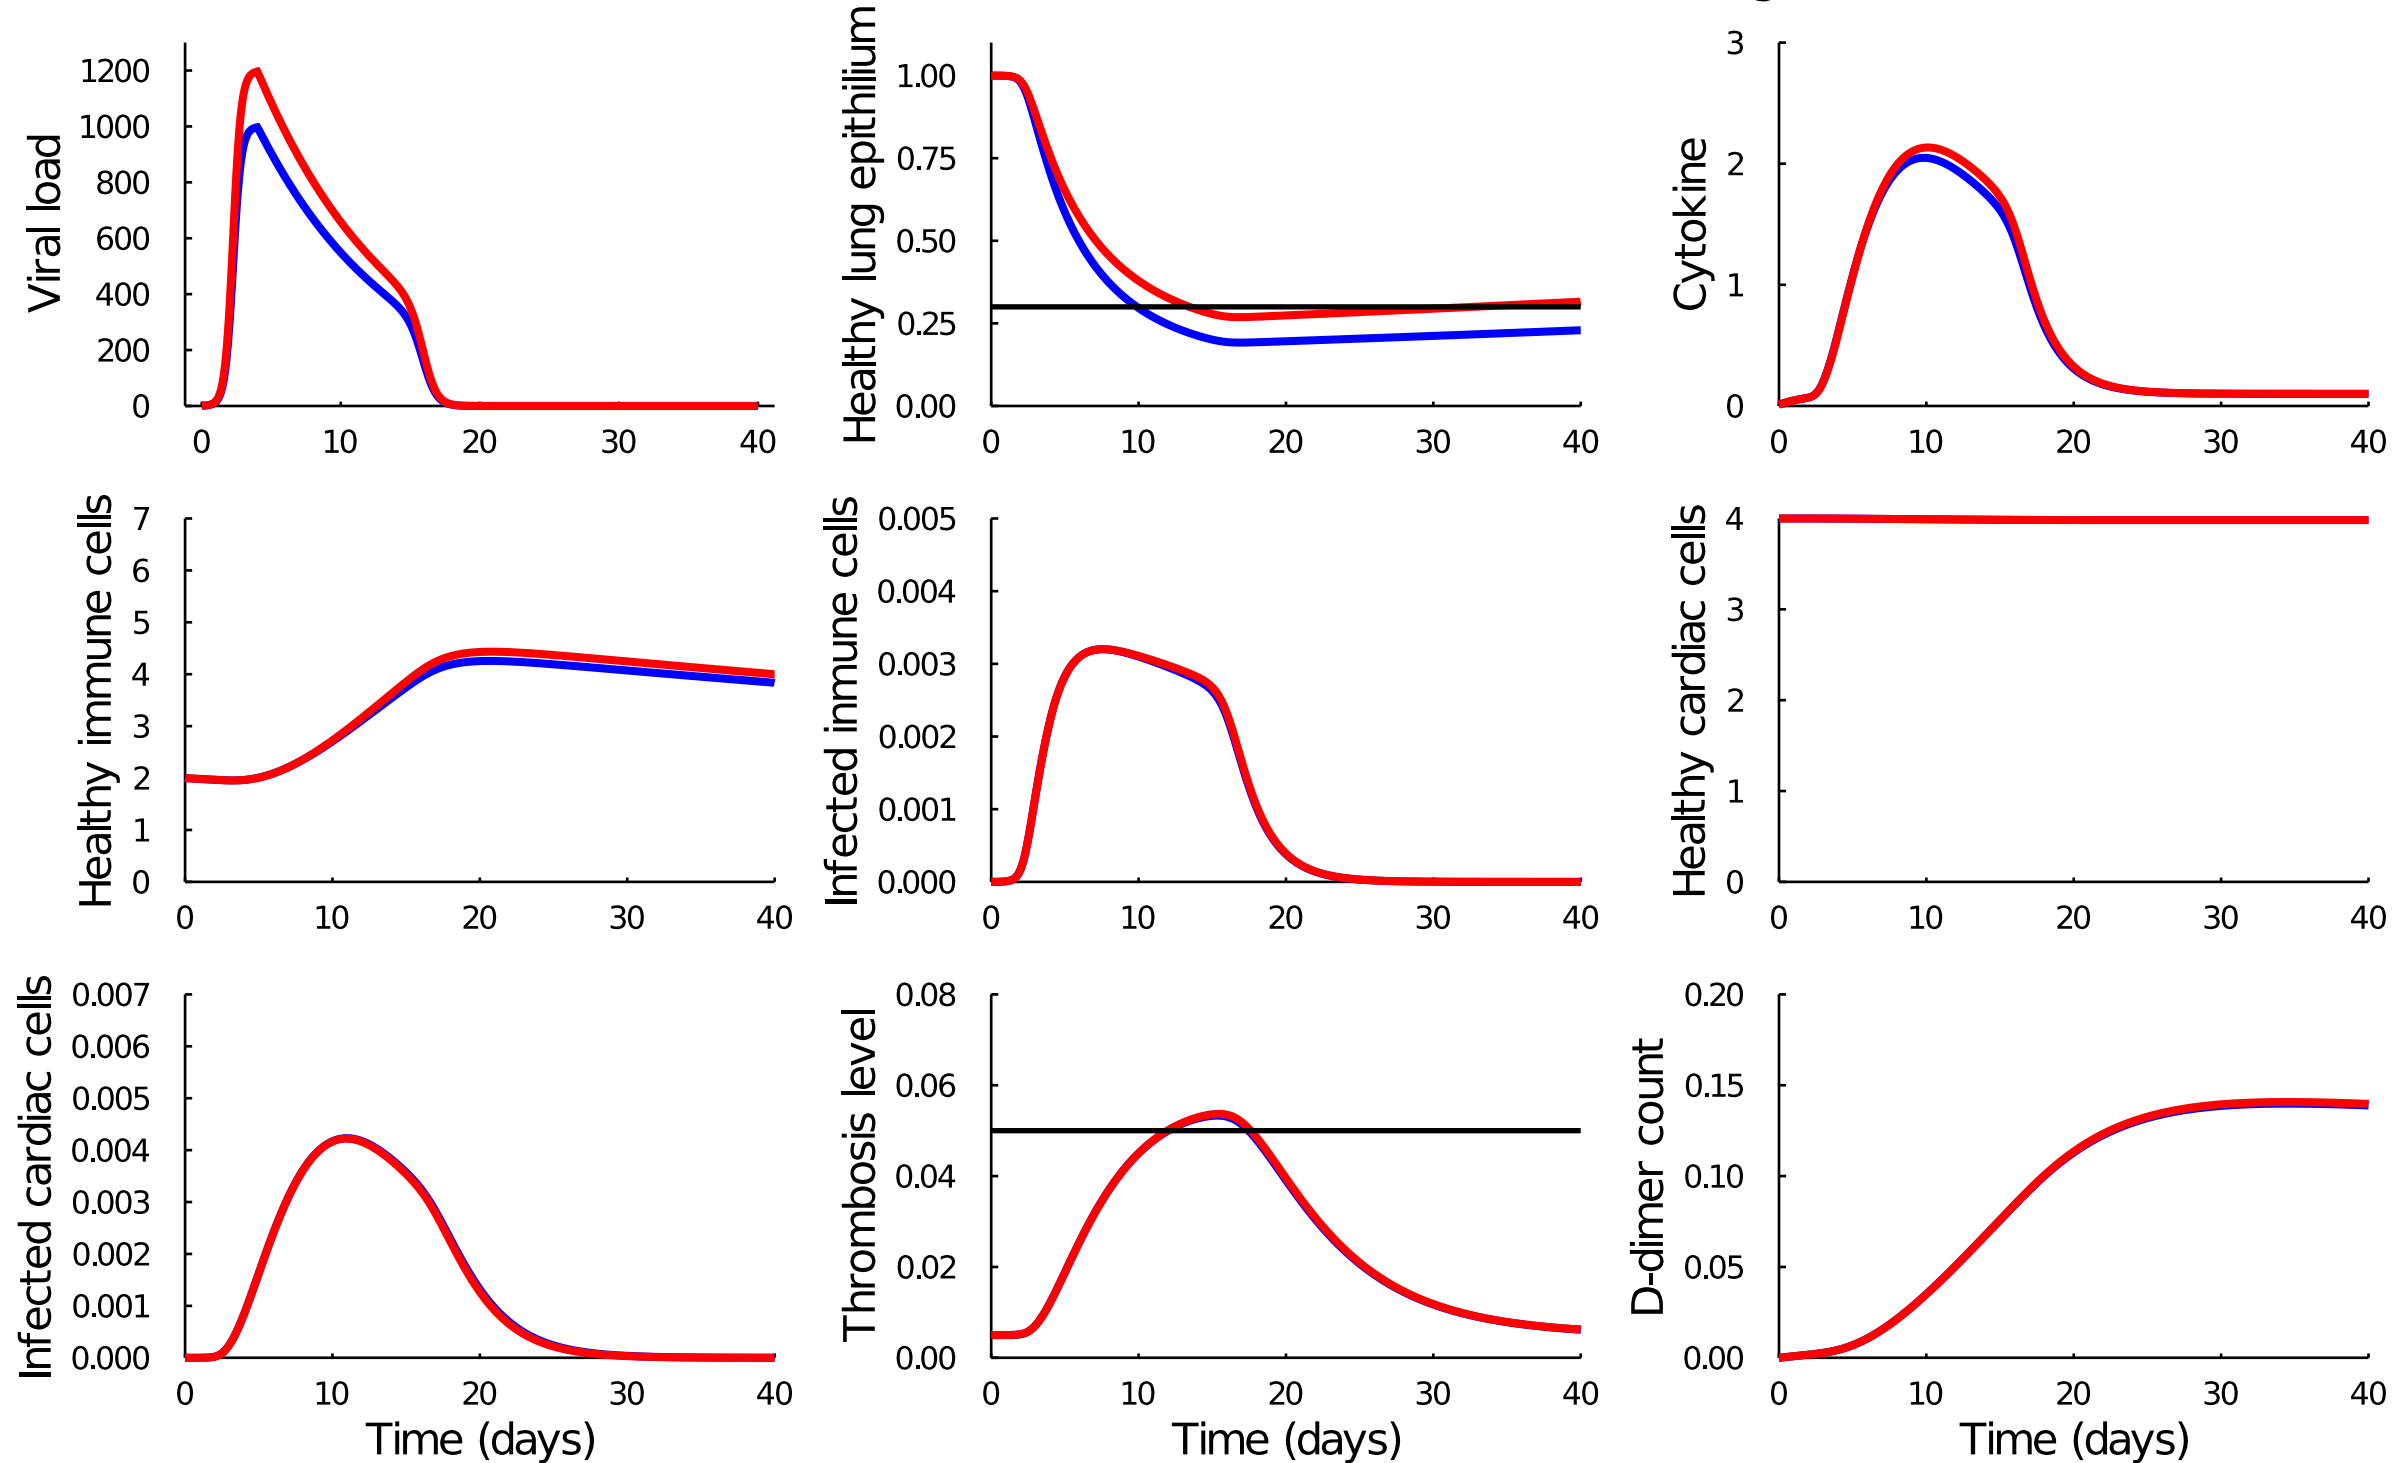 Viral load
1200
1000
800
600
400
200
0
0 10 20 30 40
Healthy lung epithilium
1.00
0.75
0.50
0.25
0.00
0 10 20 30 40
Cytokine
3
2
1
0
0 10 20 30 40
Healthy immune cells
7
6
5
4
3
2
1
0
0 10 20 30 40
Infected inmune cells
0.005
0.004
0.003
0.002
0.001
0.000
0 10 20 30 40
Healthy cardiac cells
4
3
2
1
0
0 10 20 30 40
Infected cardiac cells
0.007
0.006
0.005
0.004
0.003
0.002
0.001
0.000
0 10 20 30 40
Time (days)
Thrombosis level
0.08
0.06
0.04
0.02
0.00
0 10 20 30 40
Time (days)
D-dimer count
0.20
0.15
0.10
0.05
0.00
0 10 20 30 40
Time (days)